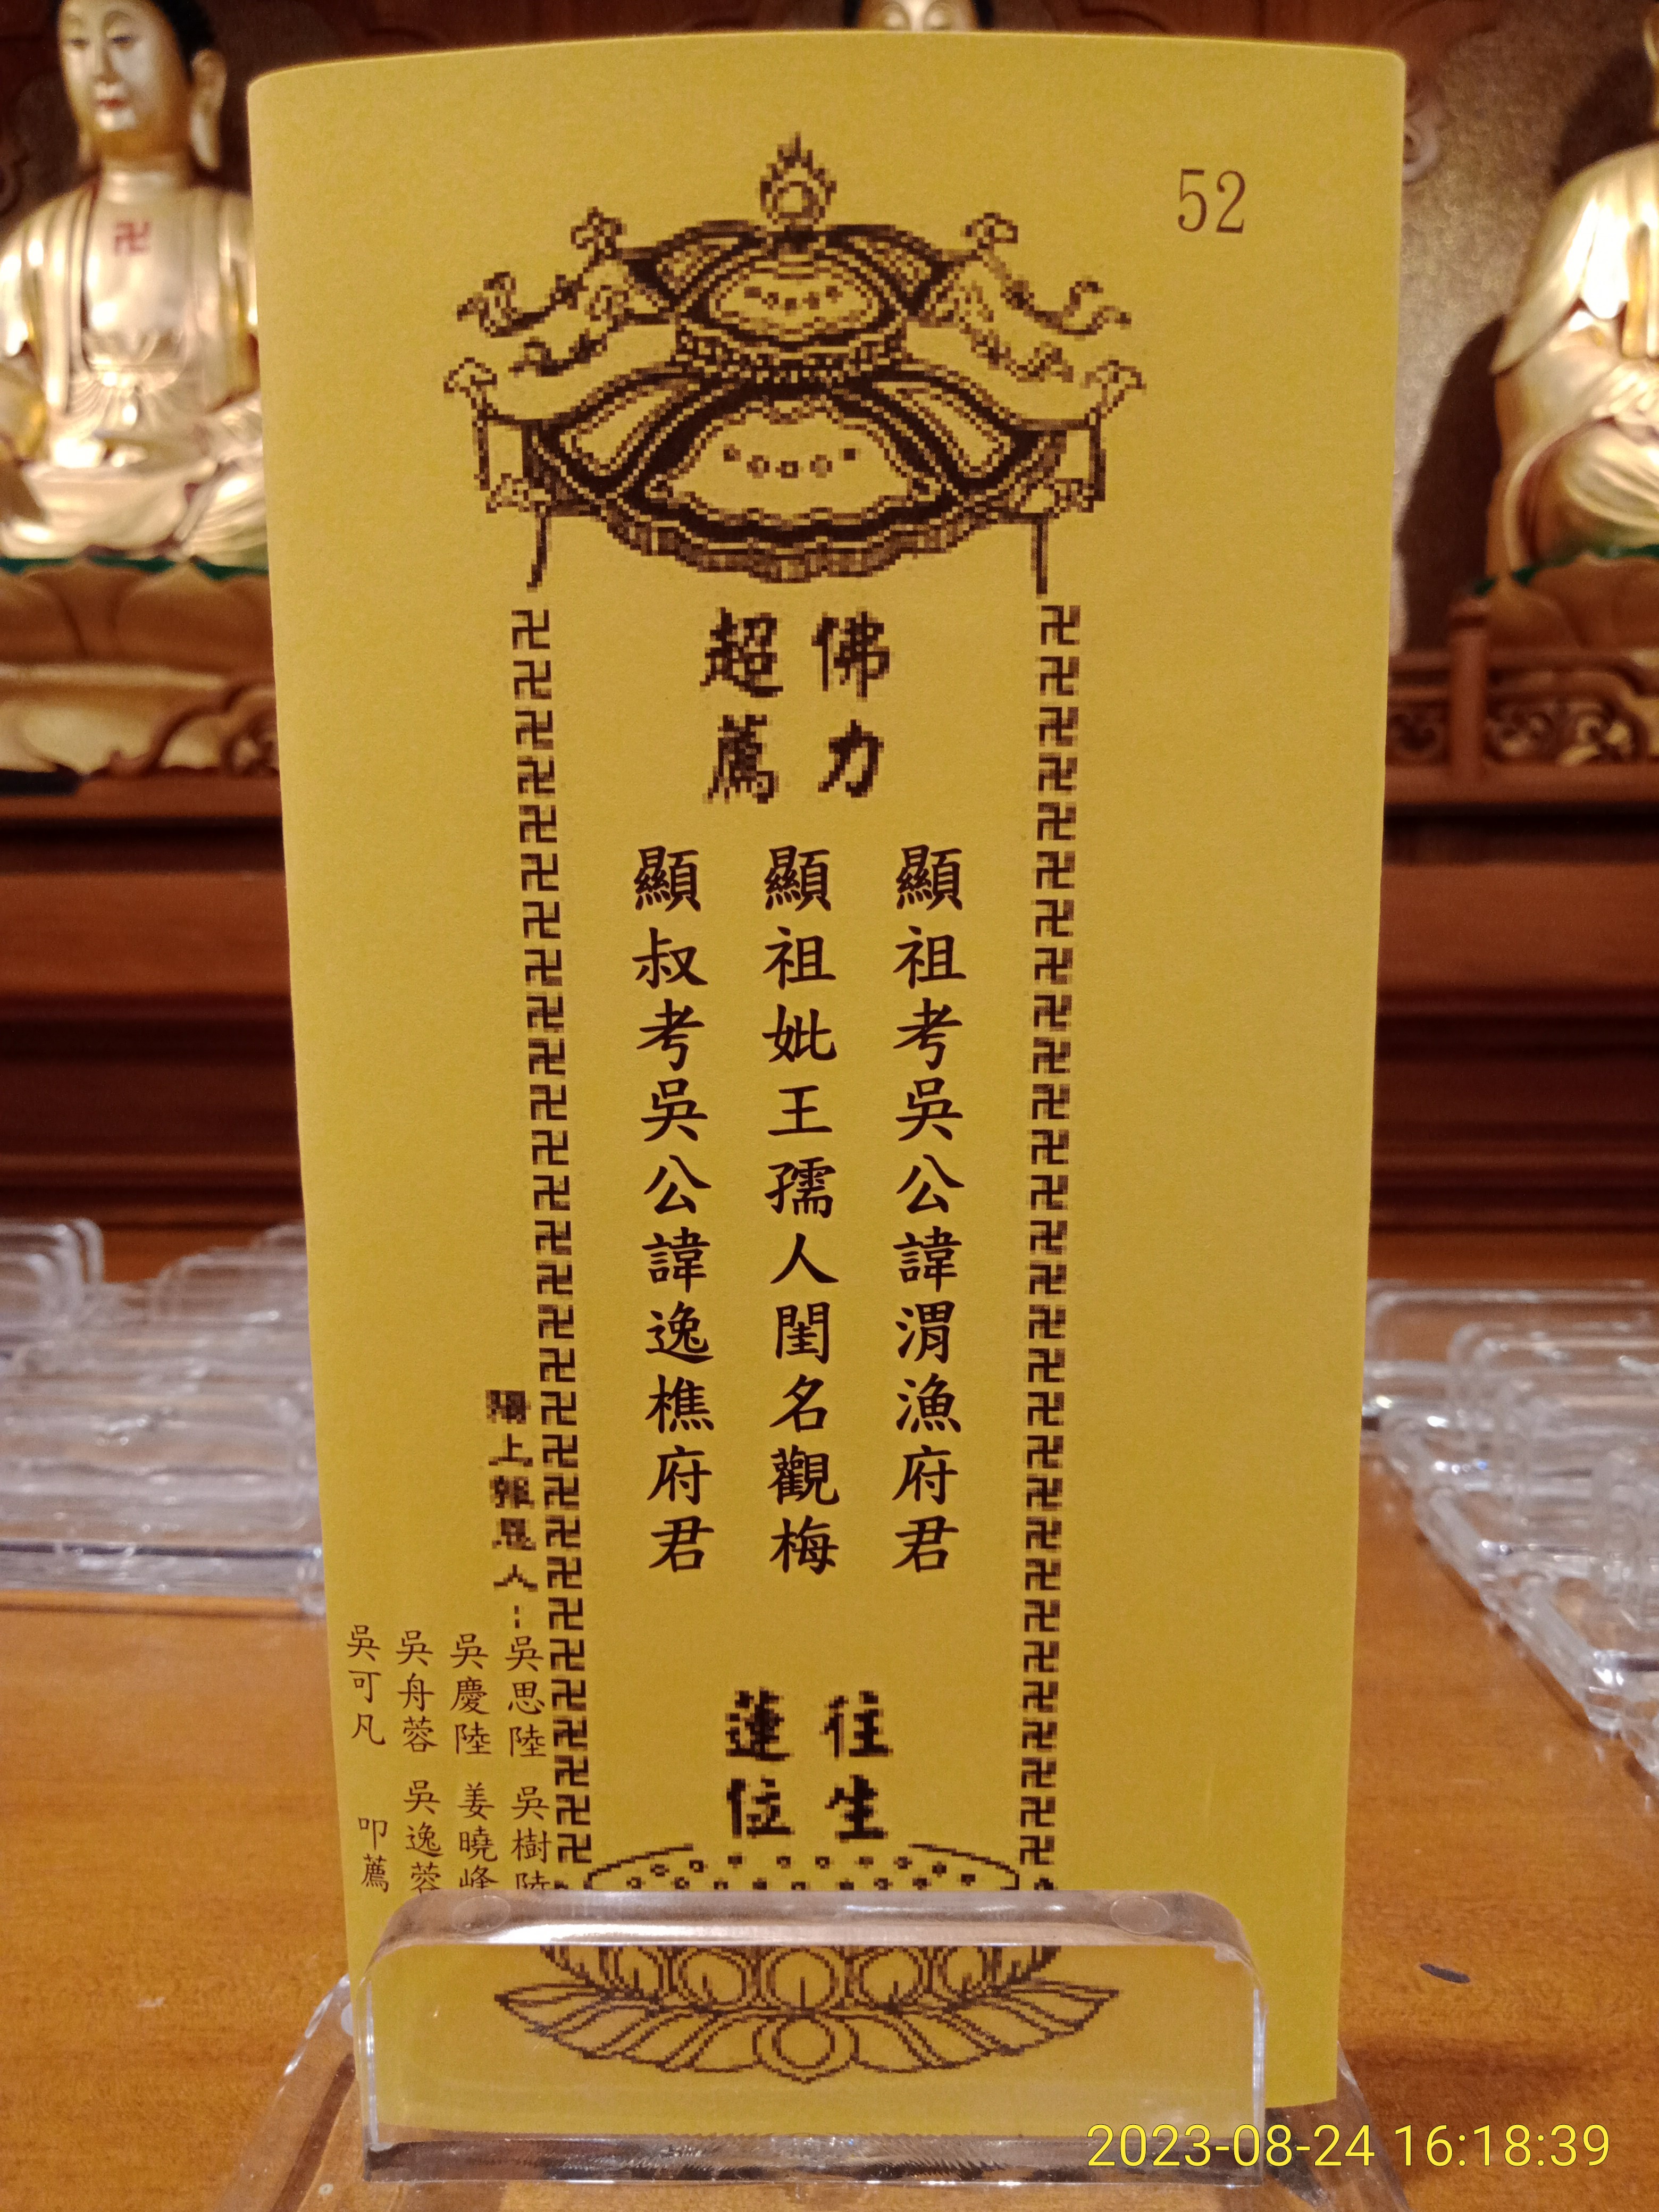 52
佛力
超薦
顯祖考吳公諱渭漁府君
顯祖妣王孺人閨名觀梅
顯叔考吳公諱逸樵府君
往生
蓮位
陽上報恩人：
吳思陸 吳樹陸
吳慶陸 姜曉峰
吳舟蓉 吳逸蓉
吳可凡 叩薦
2023-08-24 16:18:39